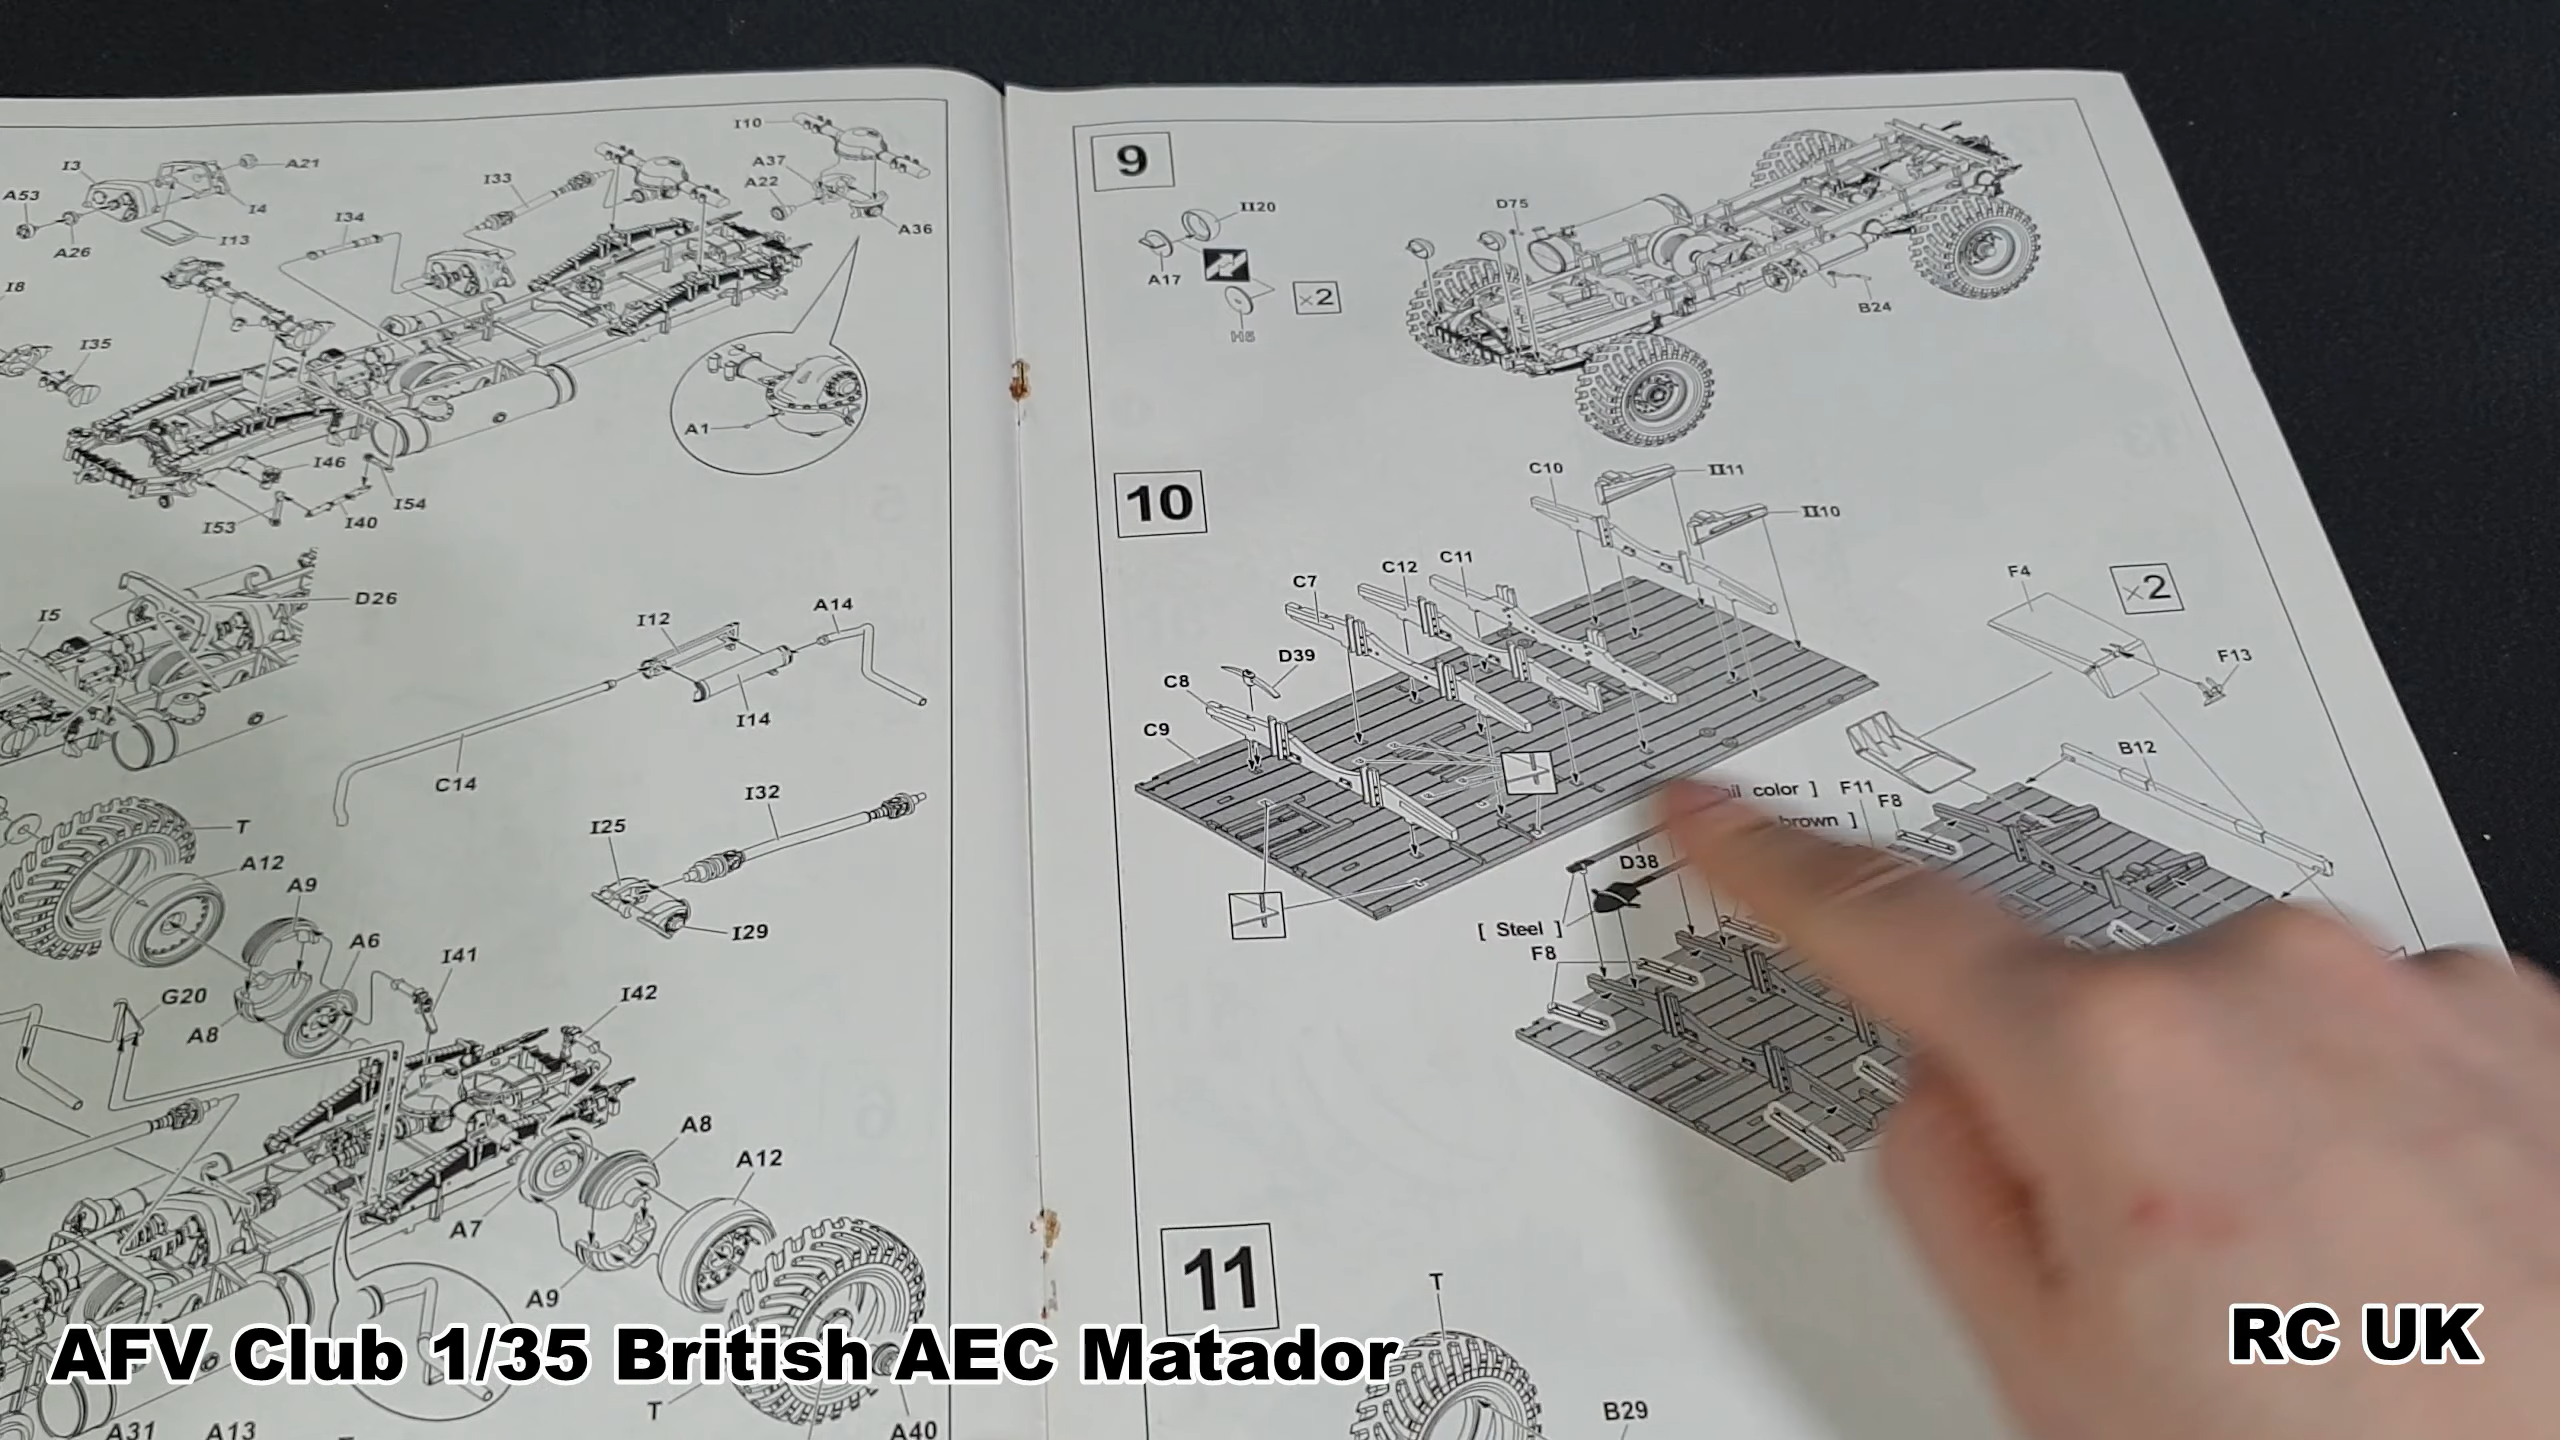 I3
A21
A53
I4
A26
I13
I8
I35
I34
I33
I10
A37
A22
A36
A1
I46
I54
I53
I40
D26
I5
I12
A14
I14
C14
T
A12
A9
A6
I41
I32
I25
I29
G20
A8
I42
A8
A12
A7
A9
T
A40
A31
A13
9
II20
A17
H5
×2
D75
B24
10
C10
II11
II10
C11
C12
C7
D39
C8
C9
F4
×2
F13
B12
color ]
F11
F8
brown ]
D38
[ Steel ]
F8
11
T
B29
AFV Club 1/35 British AEC Matador
RC UK